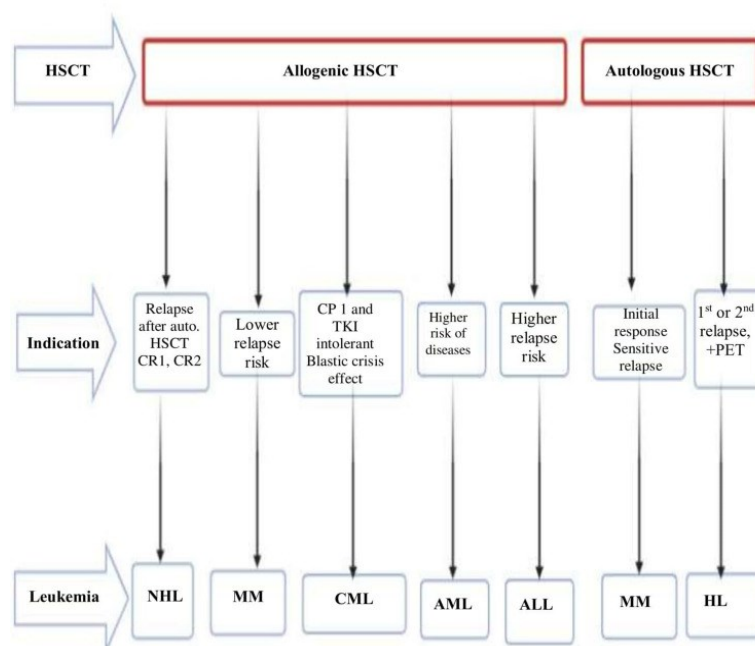 HSCT
Allogenic HSCT
Autologous HSCT
Indication
Relapse
after auto.
HSCT
CR1, CR2
Lower
relapse
risk
CP 1 and
TKI
intolerant
Blastic crisis
effect
Higher
risk of
diseases
Higher
relapse
risk
Initial
response
Sensitive
relapse
1st or 2nd
relapse,
+PET
Leukemia
NHL
MM
CML
AML
ALL
MM
HL